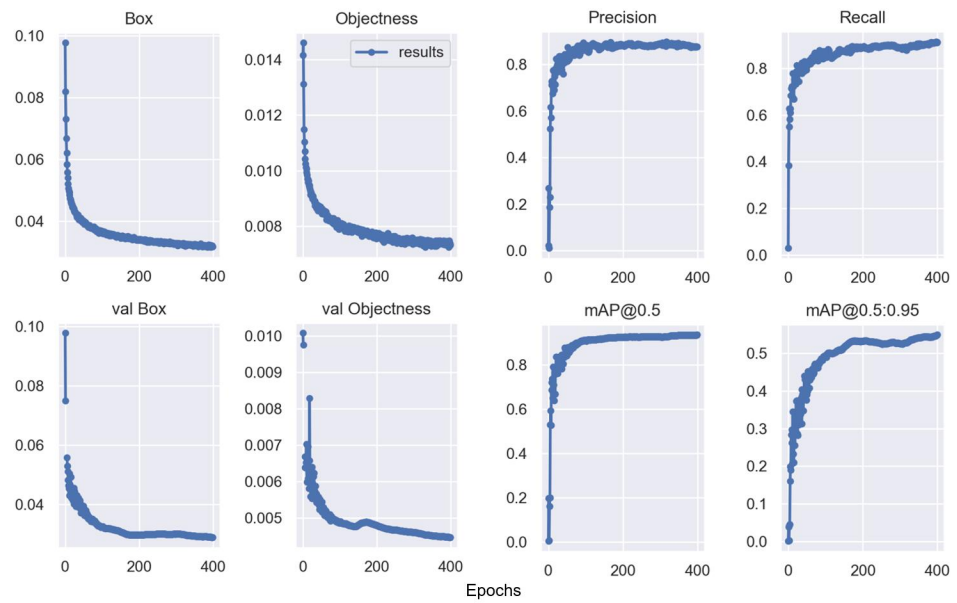 Box
Objectness
Precision
Recall
0.10
0.08
0.06
0.04
0 200 400
results
0.014
0.012
0.010
0.008
0 200 400
0.8
0.6
0.4
0.2
0.0
0 200 400
0.8
0.6
0.4
0.2
0.0
0 200 400
val Box
val Objectness
mAP@0.5
mAP@0.5:0.95
0.10
0.08
0.06
0.04
0 200 400
0.010
0.009
0.008
0.007
0.006
0.005
0 200 400
0.8
0.6
0.4
0.2
0.0
0 200 400
0.5
0.4
0.3
0.2
0.1
0.0
0 200 400
Epochs